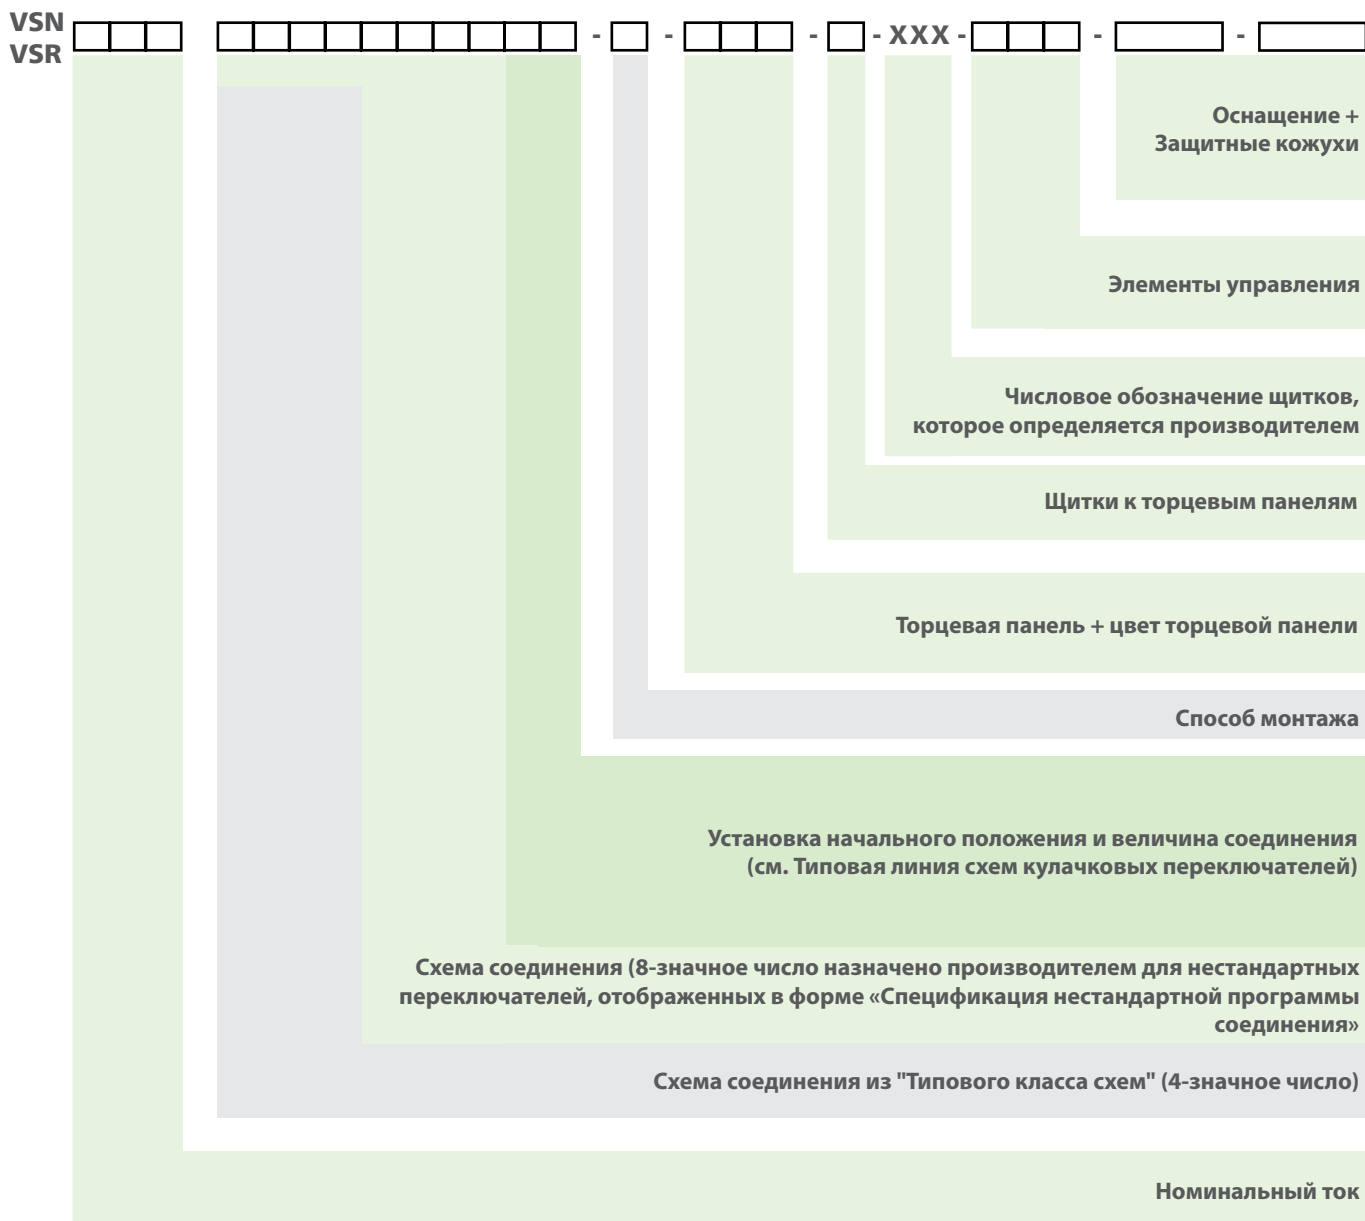 VSN
VSR
- - - - XXX - - -
Оснащение +
Защитные кожухи
Элементы управления
Числовое обозначение щитков,
которое определяется производителем
Щитки к торцевым панелям
Торцевая панель + цвет торцевой панели
Способ монтажа
Установка начального положения и величина соединения
(см. Типовая линия схем кулачковых переключателей)
Схема соединения (8-значное число назначено производителем для нестандартных
переключателей, отображенных в форме «Спецификация нестандартной программы
соединения»
Схема соединения из "Типового класса схем" (4-значное число)
Номинальный ток